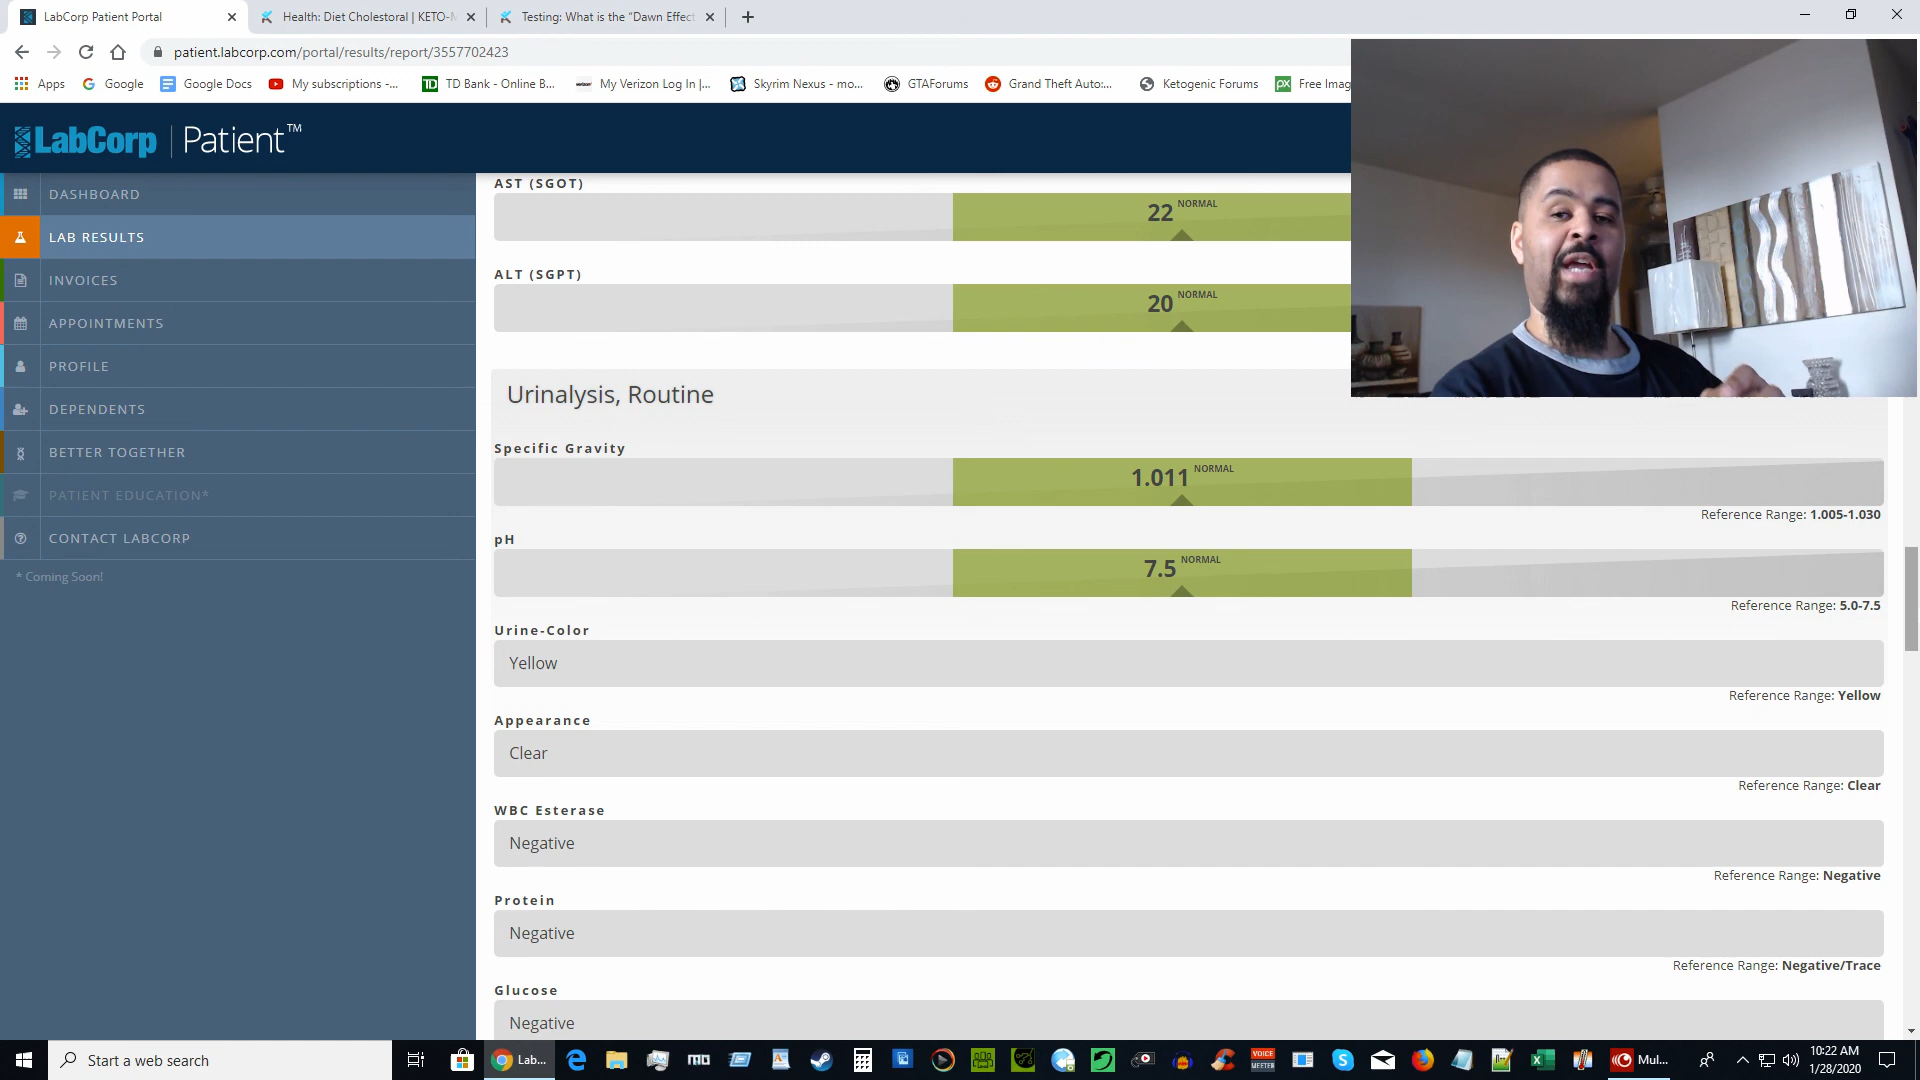 LabCorp Patient Portal
Health: Diet Cholestoral | KETO-M
Testing: What is the "Dawn Effect
patient.labcorp.com/portal/results/report/3557702423
Apps
Google
Google Docs
My subscriptions -...
TD Bank - Online B...
My Verizon Log In |...
Skyrim Nexus - mo...
GTAForums
Grand Theft Auto:...
Ketogenic Forums
Free Imag
LabCorp | Patient™
DASHBOARD
LAB RESULTS
INVOICES
APPOINTMENTS
PROFILE
DEPENDENTS
BETTER TOGETHER
PATIENT EDUCATION*
CONTACT LABCORP
* Coming Soon!
AST (SGOT)
22 NORMAL
ALT (SGPT)
20 NORMAL
Urinalysis, Routine
Specific Gravity
1.011 NORMAL
Reference Range: 1.005-1.030
pH
7.5 NORMAL
Reference Range: 5.0-7.5
Urine-Color
Yellow
Reference Range: Yellow
Appearance
Clear
Reference Range: Clear
WBC Esterase
Negative
Reference Range: Negative
Protein
Negative
Reference Range: Negative/Trace
Glucose
Negative
Start a web search
Lab...
VOICE
MEETER
Mul...
10:22 AM
1/28/2020